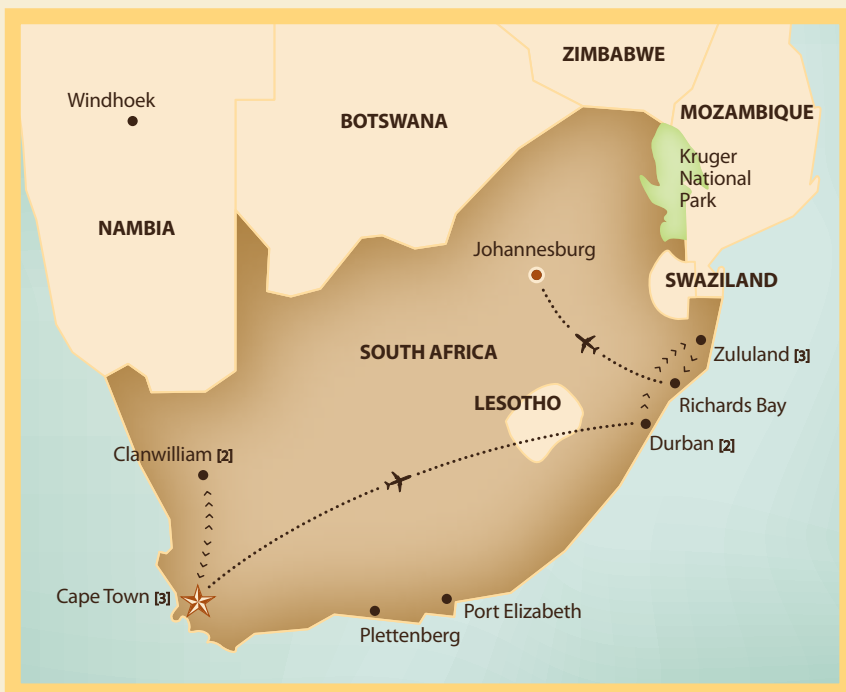 ZIMBABWE
Windhoek
BOTSWANA
MOZAMBIQUE
Kruger
National
Park
NAMBIA
Johannesburg
SWAZILAND
SOUTH AFRICA
Zululand [3]
LESOTHO
Richards Bay
Durban [2]
Clanwilliam [2]
Cape Town [3]
Port Elizabeth
Plettenberg